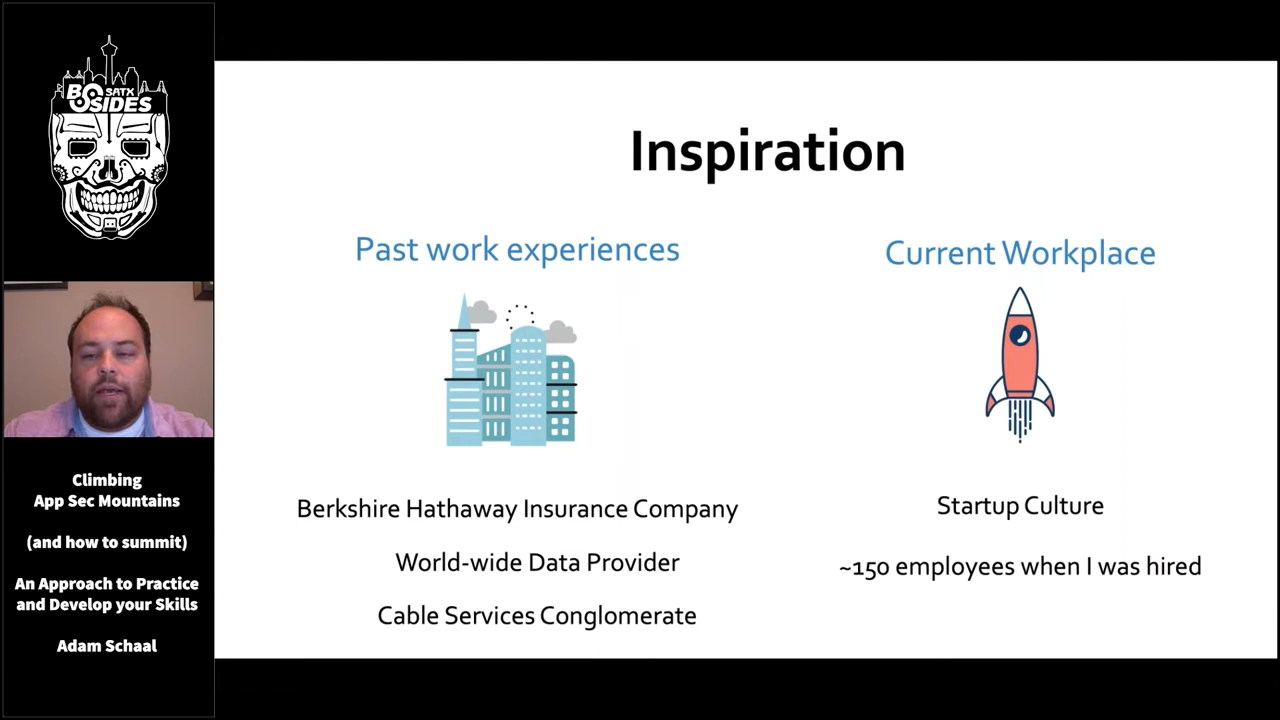 BSIDES
SATX
Climbing
App Sec Mountains
(and how to summit)
An Approach to Practice
and Develop your Skills
Adam Schaal
Inspiration
Past work experiences
Berkshire Hathaway Insurance Company
World-wide Data Provider
Cable Services Conglomerate
Current Workplace
Startup Culture
~150 employees when I was hired